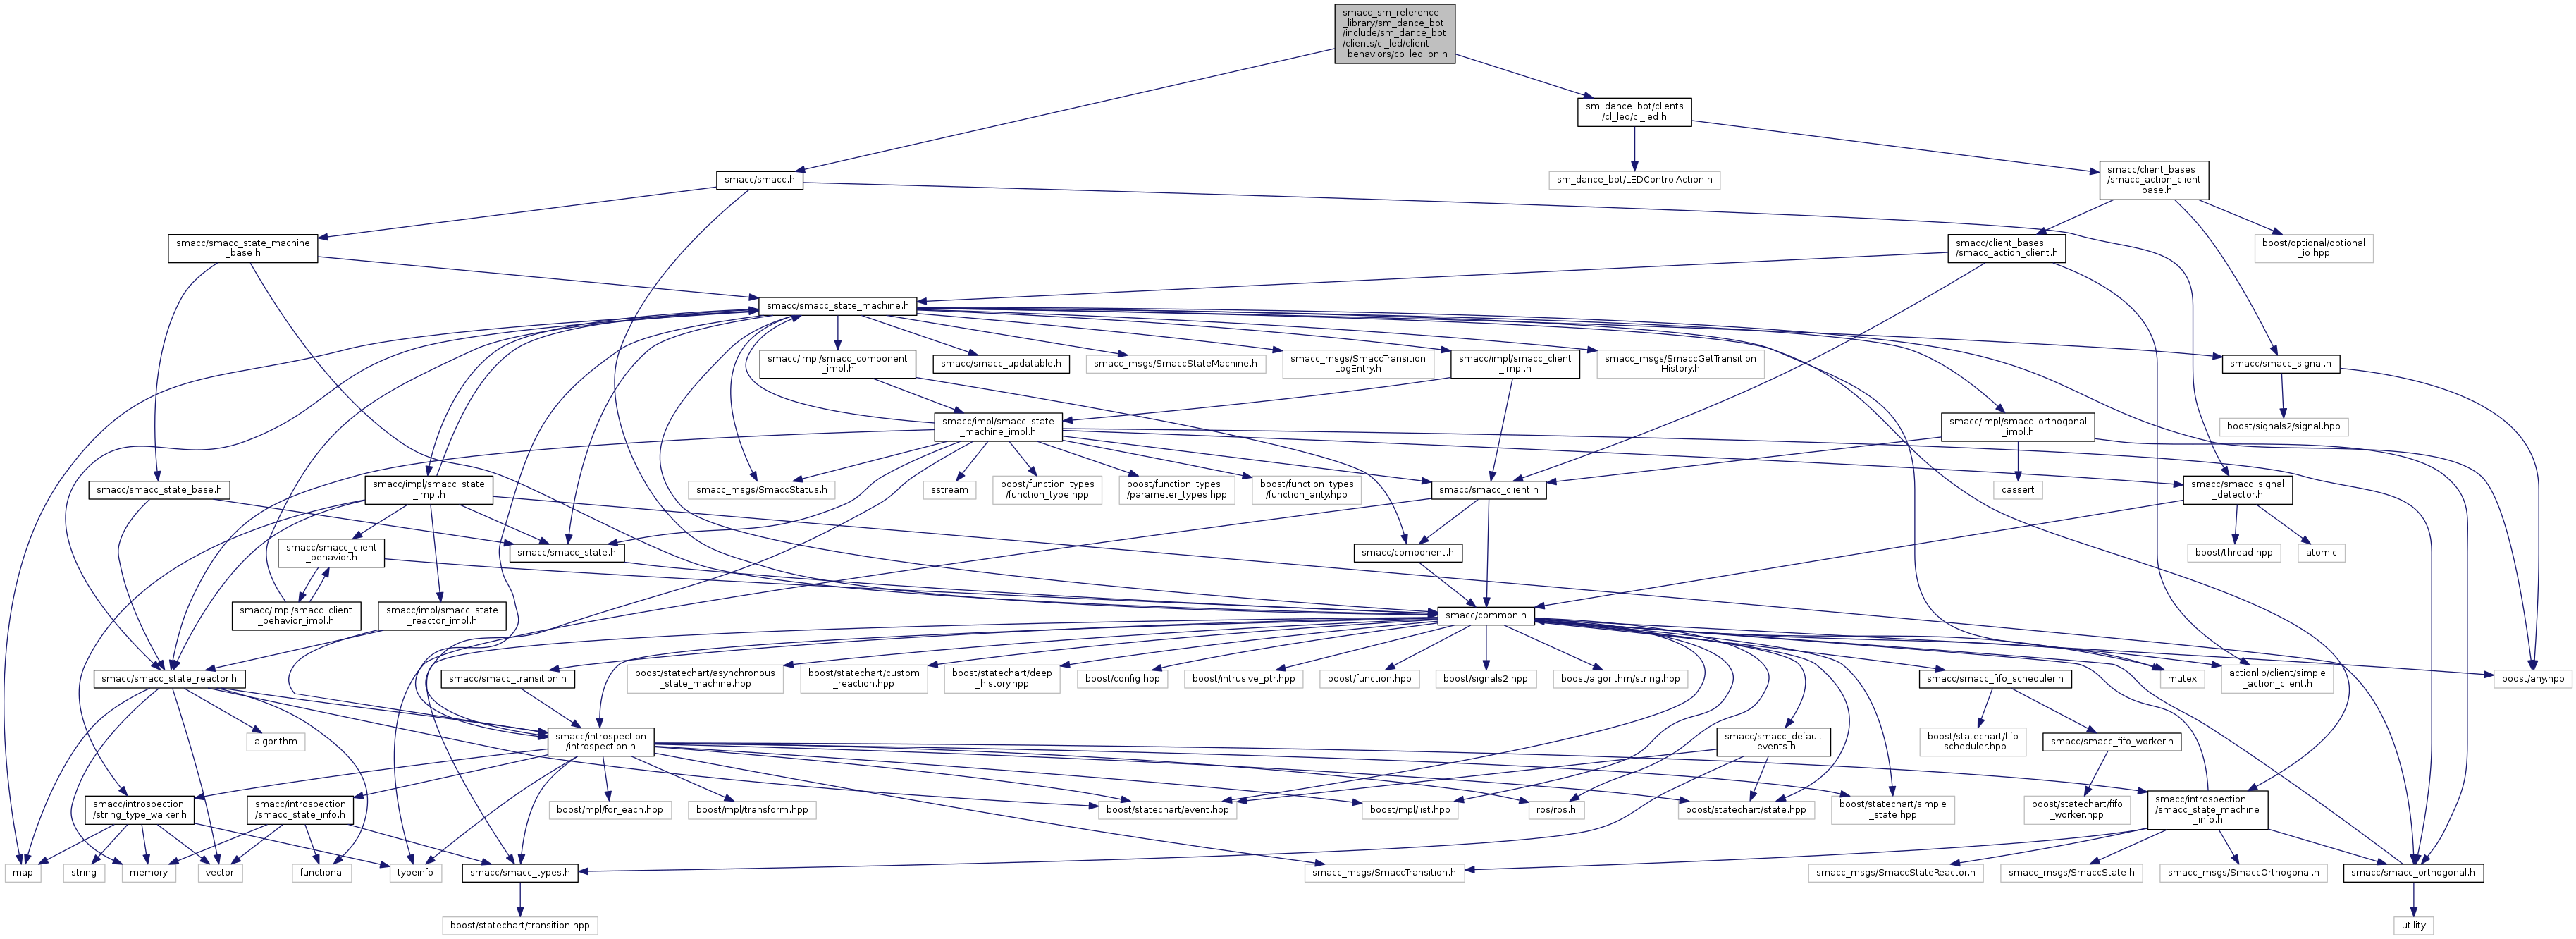 smacc_sm_reference
_library/sm_dance_bot
/include/sm_dance_bot
/clients/cl_led/client
_behaviors/cb_led_on.h
sm_dance_bot/clients
/cl_led/cl_led.h
smacc/smacc.h
sm_dance_bot/LEDControlAction.h
smacc/client_bases
/smacc_action_client
_base.h
smacc/smacc_state_machine
_base.h
smacc/client_bases
/smacc_action_client.h
boost/optional/optional
_io.hpp
smacc/smacc_state_machine.h
smacc/impl/smacc_component
_impl.h
smacc/smacc_updatable.h
smacc_msgs/SmaccStateMachine.h
smacc_msgs/SmaccTransition
LogEntry.h
smacc/impl/smacc_client
_impl.h
smacc_msgs/SmaccGetTransition
History.h
smacc/smacc_signal.h
smacc/impl/smacc_state
_machine_impl.h
smacc/impl/smacc_orthogonal
_impl.h
boost/signals2/signal.hpp
smacc/smacc_state_base.h
smacc/impl/smacc_state
_impl.h
smacc_msgs/SmaccStatus.h
sstream
boost/function_types
/function_type.hpp
boost/function_types
/parameter_types.hpp
boost/function_types
/function_arity.hpp
smacc/smacc_client.h
cassert
smacc/smacc_signal
_detector.h
smacc/smacc_client
_behavior.h
smacc/smacc_state.h
smacc/component.h
boost/thread.hpp
atomic
smacc/impl/smacc_client
_behavior_impl.h
smacc/impl/smacc_state
_reactor_impl.h
smacc/common.h
smacc/smacc_state_reactor.h
smacc/smacc_transition.h
boost/statechart/asynchronous
_state_machine.hpp
boost/statechart/custom
_reaction.hpp
boost/statechart/deep
_history.hpp
boost/config.hpp
boost/intrusive_ptr.hpp
boost/function.hpp
boost/signals2.hpp
boost/algorithm/string.hpp
smacc/smacc_fifo_scheduler.h
mutex
actionlib/client/simple
_action_client.h
boost/any.hpp
algorithm
smacc/introspection
/introspection.h
smacc/smacc_default
_events.h
boost/statechart/fifo
_scheduler.hpp
smacc/smacc_fifo_worker.h
smacc/introspection
/string_type_walker.h
smacc/introspection
/smacc_state_info.h
boost/mpl/for_each.hpp
boost/mpl/transform.hpp
boost/statechart/event.hpp
boost/mpl/list.hpp
ros/ros.h
boost/statechart/state.hpp
boost/statechart/simple
_state.hpp
boost/statechart/fifo
_worker.hpp
smacc/introspection
/smacc_state_machine
_info.h
map
string
memory
vector
functional
typeinfo
smacc/smacc_types.h
smacc_msgs/SmaccTransition.h
smacc_msgs/SmaccStateReactor.h
smacc_msgs/SmaccState.h
smacc_msgs/SmaccOrthogonal.h
smacc/smacc_orthogonal.h
boost/statechart/transition.hpp
utility